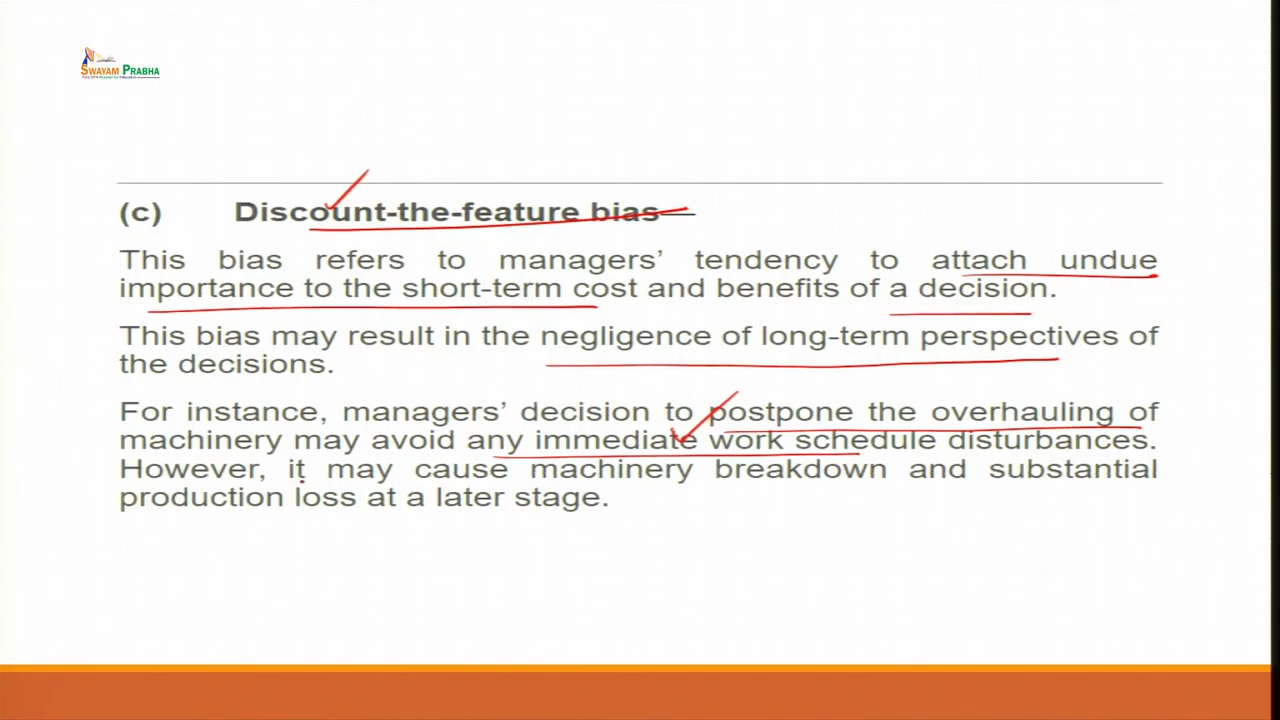 SWAYAM PRABHA
(c) Discount-the-feature bias—
This bias refers to managers’ tendency to attach undue
importance to the short-term cost and benefits of a decision.
This bias may result in the negligence of long-term perspectives of
the decisions.
For instance, managers’ decision to postpone the overhauling of
machinery may avoid any immediate work schedule disturbances.
However, it may cause machinery breakdown and substantial
production loss at a later stage.